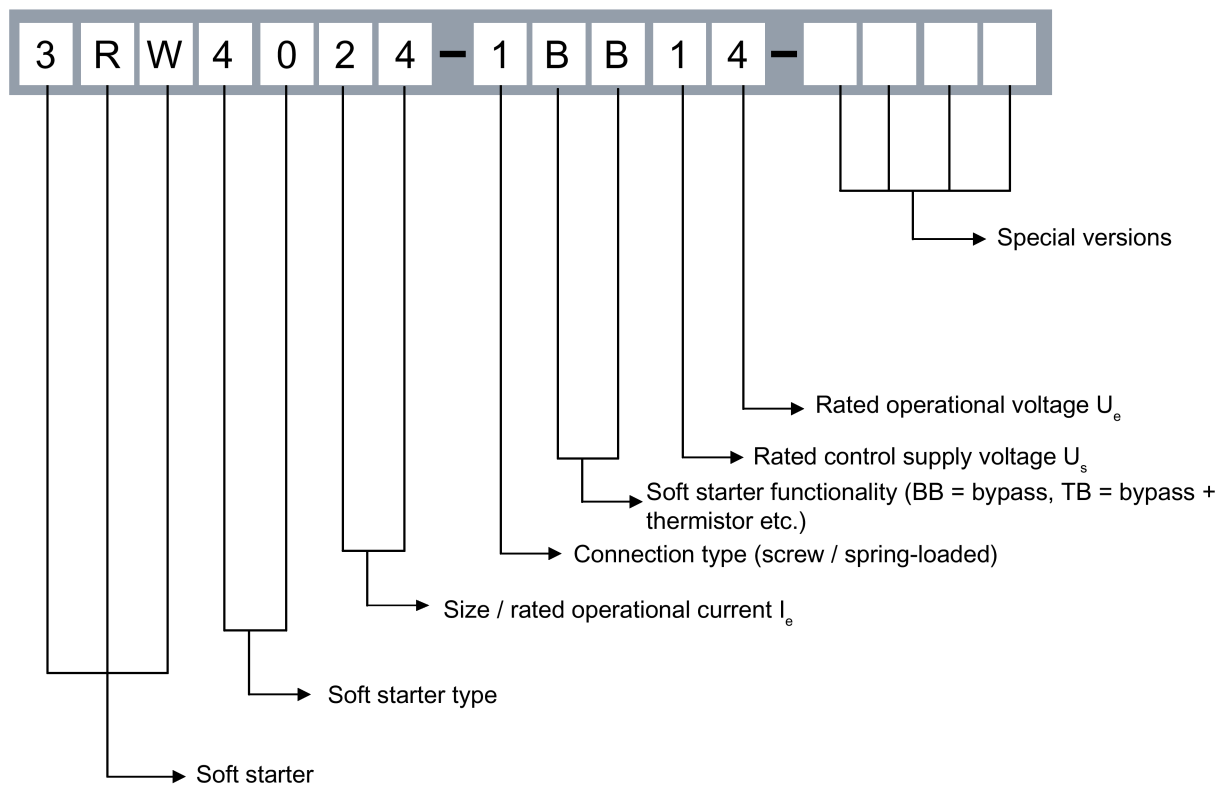 3RW4024-1BB14-
Special versions
Rated operational voltage Ue
Rated control supply voltage Us
Soft starter functionality (BB = bypass, TB = bypass +
thermistor etc.)
Connection type (screw / spring-loaded)
Size / rated operational current Ie
Soft starter type
Soft starter